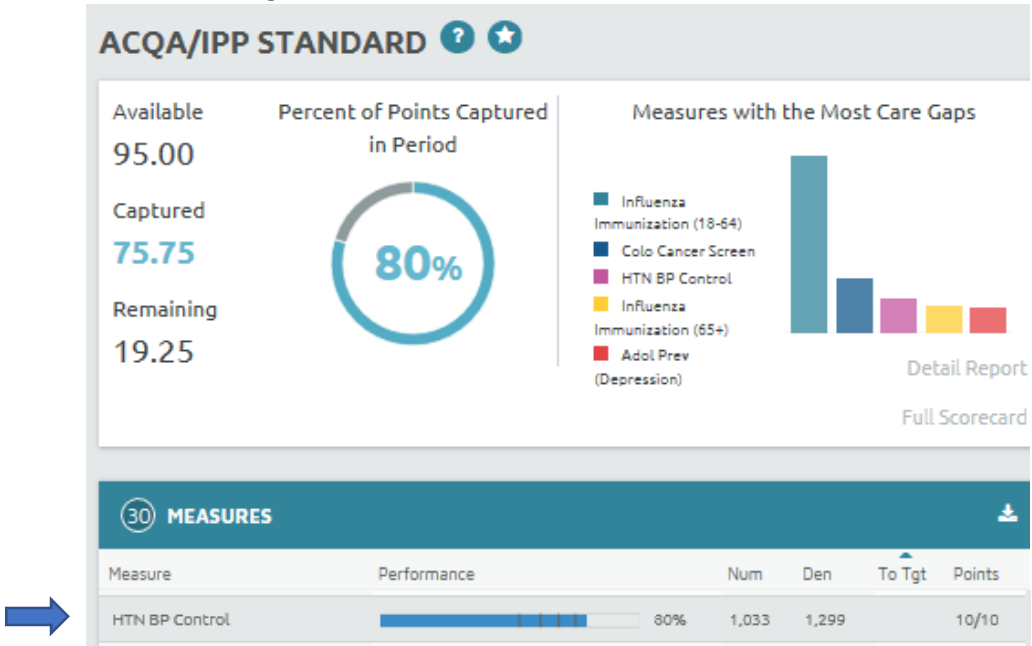 ACQA/IPP STANDARD ?
Available
95.00
Captured
75.75
Remaining
19.25
Percent of Points Captured
in Period
80%
Measures with the Most Care Gaps
Influenza
Immunization (18-64)
Colo Cancer Screen
HTN BP Control
Influenza
Immunization (65+)
Adol Prev
(Depression)
Detail Report
Full Scorecard
30 MEASURES
Measure Performance Num Den To Tgt Points
HTN BP Control 80% 1,033 1,299 10/10